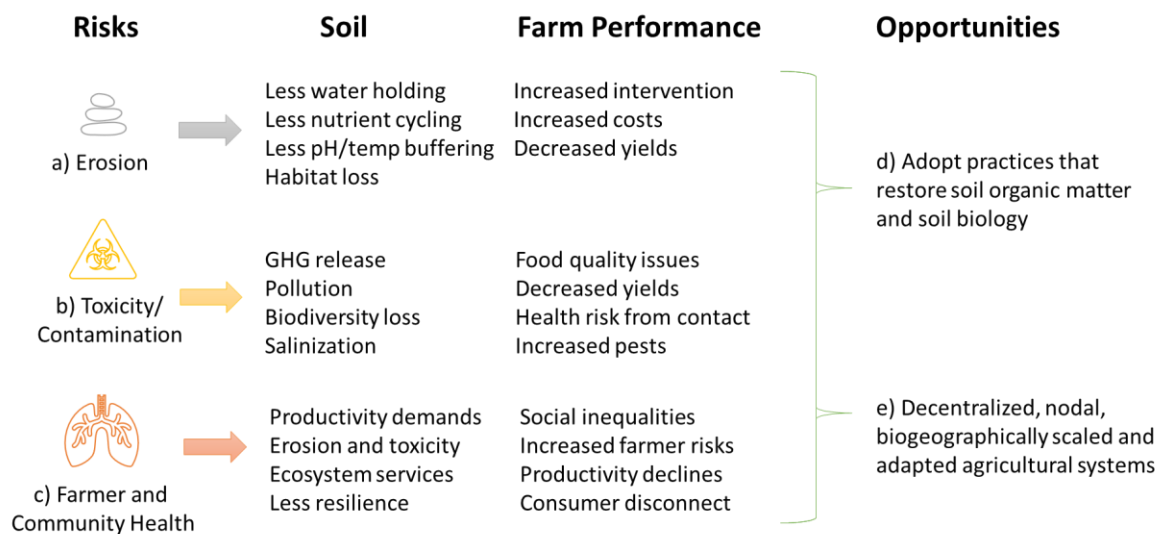 Risks
Soil
Farm Performance
Opportunities
a) Erosion
Less water holding
Less nutrient cycling
Less pH/temp buffering
Habitat loss
Increased intervention
Increased costs
Decreased yields
b) Toxicity/
Contamination
GHG release
Pollution
Biodiversity loss
Salinization
Food quality issues
Decreased yields
Health risk from contact
Increased pests
c) Farmer and
Community Health
Productivity demands
Erosion and toxicity
Ecosystem services
Less resilience
Social inequalities
Increased farmer risks
Productivity declines
Consumer disconnect
d) Adopt practices that
restore soil organic matter
and soil biology
e) Decentralized, nodal,
biogeographically scaled and
adapted agricultural systems